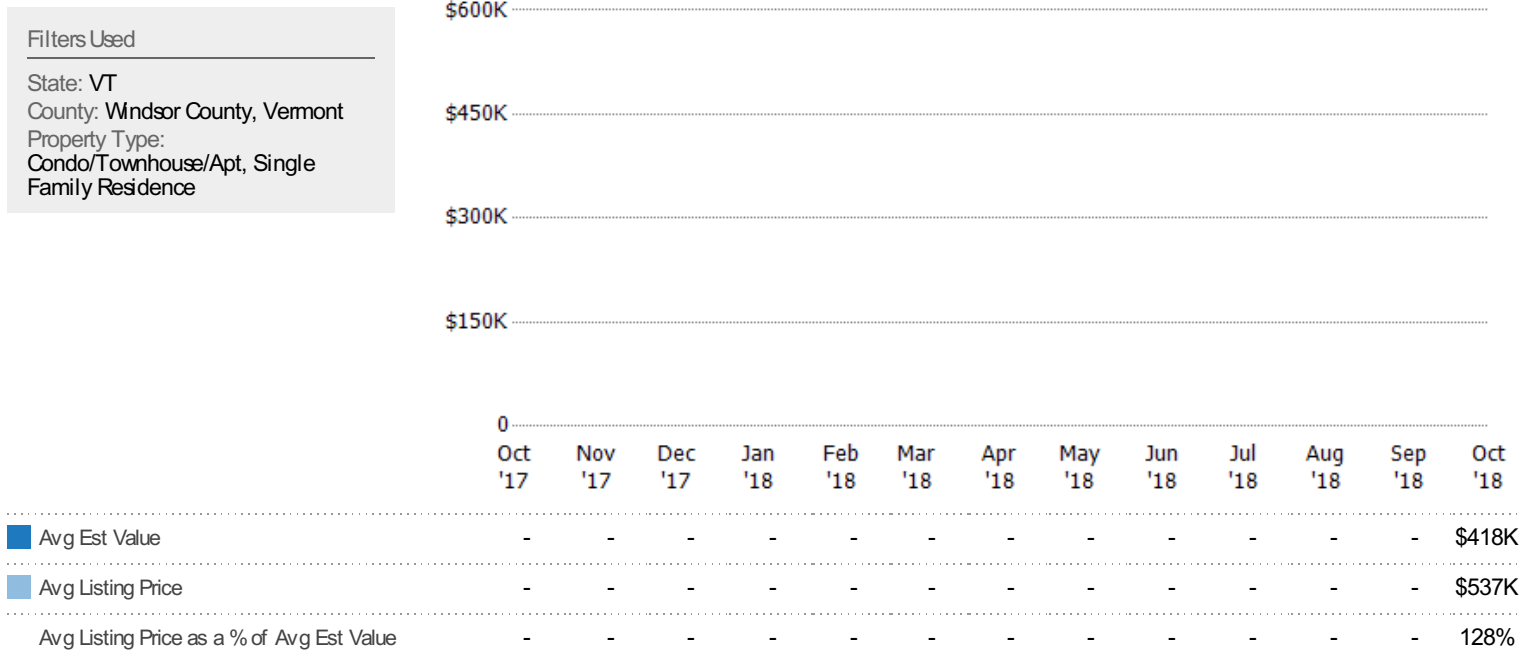 Filters Used
State: VT
County: Windsor County, Vermont
Property Type:
Condo/Townhouse/Apt, Single
Family Residence
$600K
$450K
$300K
$150K
0
Oct Nov Dec Jan Feb Mar Apr May Jun Jul Aug Sep Oct
'17 '17 '17 '18 '18 '18 '18 '18 '18 '18 '18 '18 '18
Avg Est Value - - - - - - - - - - - - $418K
Avg Listing Price - - - - - - - - - - - - $537K
Avg Listing Price as a % of Avg Est Value - - - - - - - - - - - - 128%